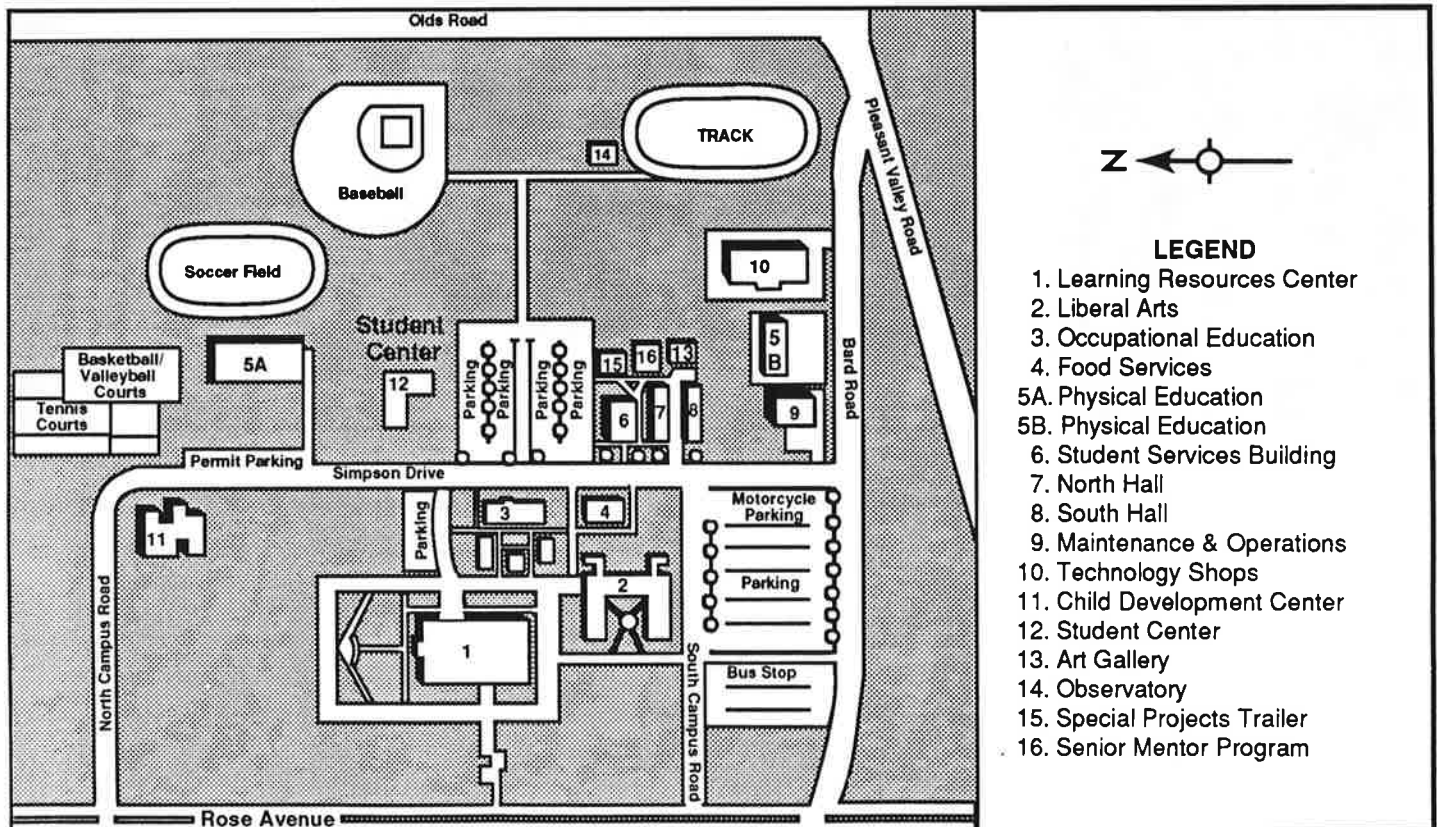 Olds Road
TRACK
14
Baseball
Pleasant Valley Road
Soccer Field
10
Student
Center
5A
Basketball/
Valleyball
Courts
Tennis
Courts
12
Parking
Parking
Parking
Parking
15
16
13
5
B
Bard Road
6
7
8
9
Permit Parking
Simpson Drive
11
Parking
3
4
Motorcycle
Parking
2
Parking
North Campus Road
1
South Campus Road
Bus Stop
Rose Avenue
N
LEGEND
1. Learning Resources Center
2. Liberal Arts
3. Occupational Education
4. Food Services
5A. Physical Education
5B. Physical Education
6. Student Services Building
7. North Hall
8. South Hall
9. Maintenance & Operations
10. Technology Shops
11. Child Development Center
12. Student Center
13. Art Gallery
14. Observatory
15. Special Projects Trailer
16. Senior Mentor Program